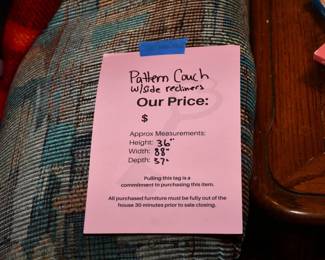 Pattern Couch
w/side recliners
Our Price:
$
Approx Measurements:
Height: 36"
Width: 88"
Depth: 37"
Pulling this tag is a
commitment to purchasing this item.
All purchased furniture must be fully out of the
house 30 minutes prior to sale closing.